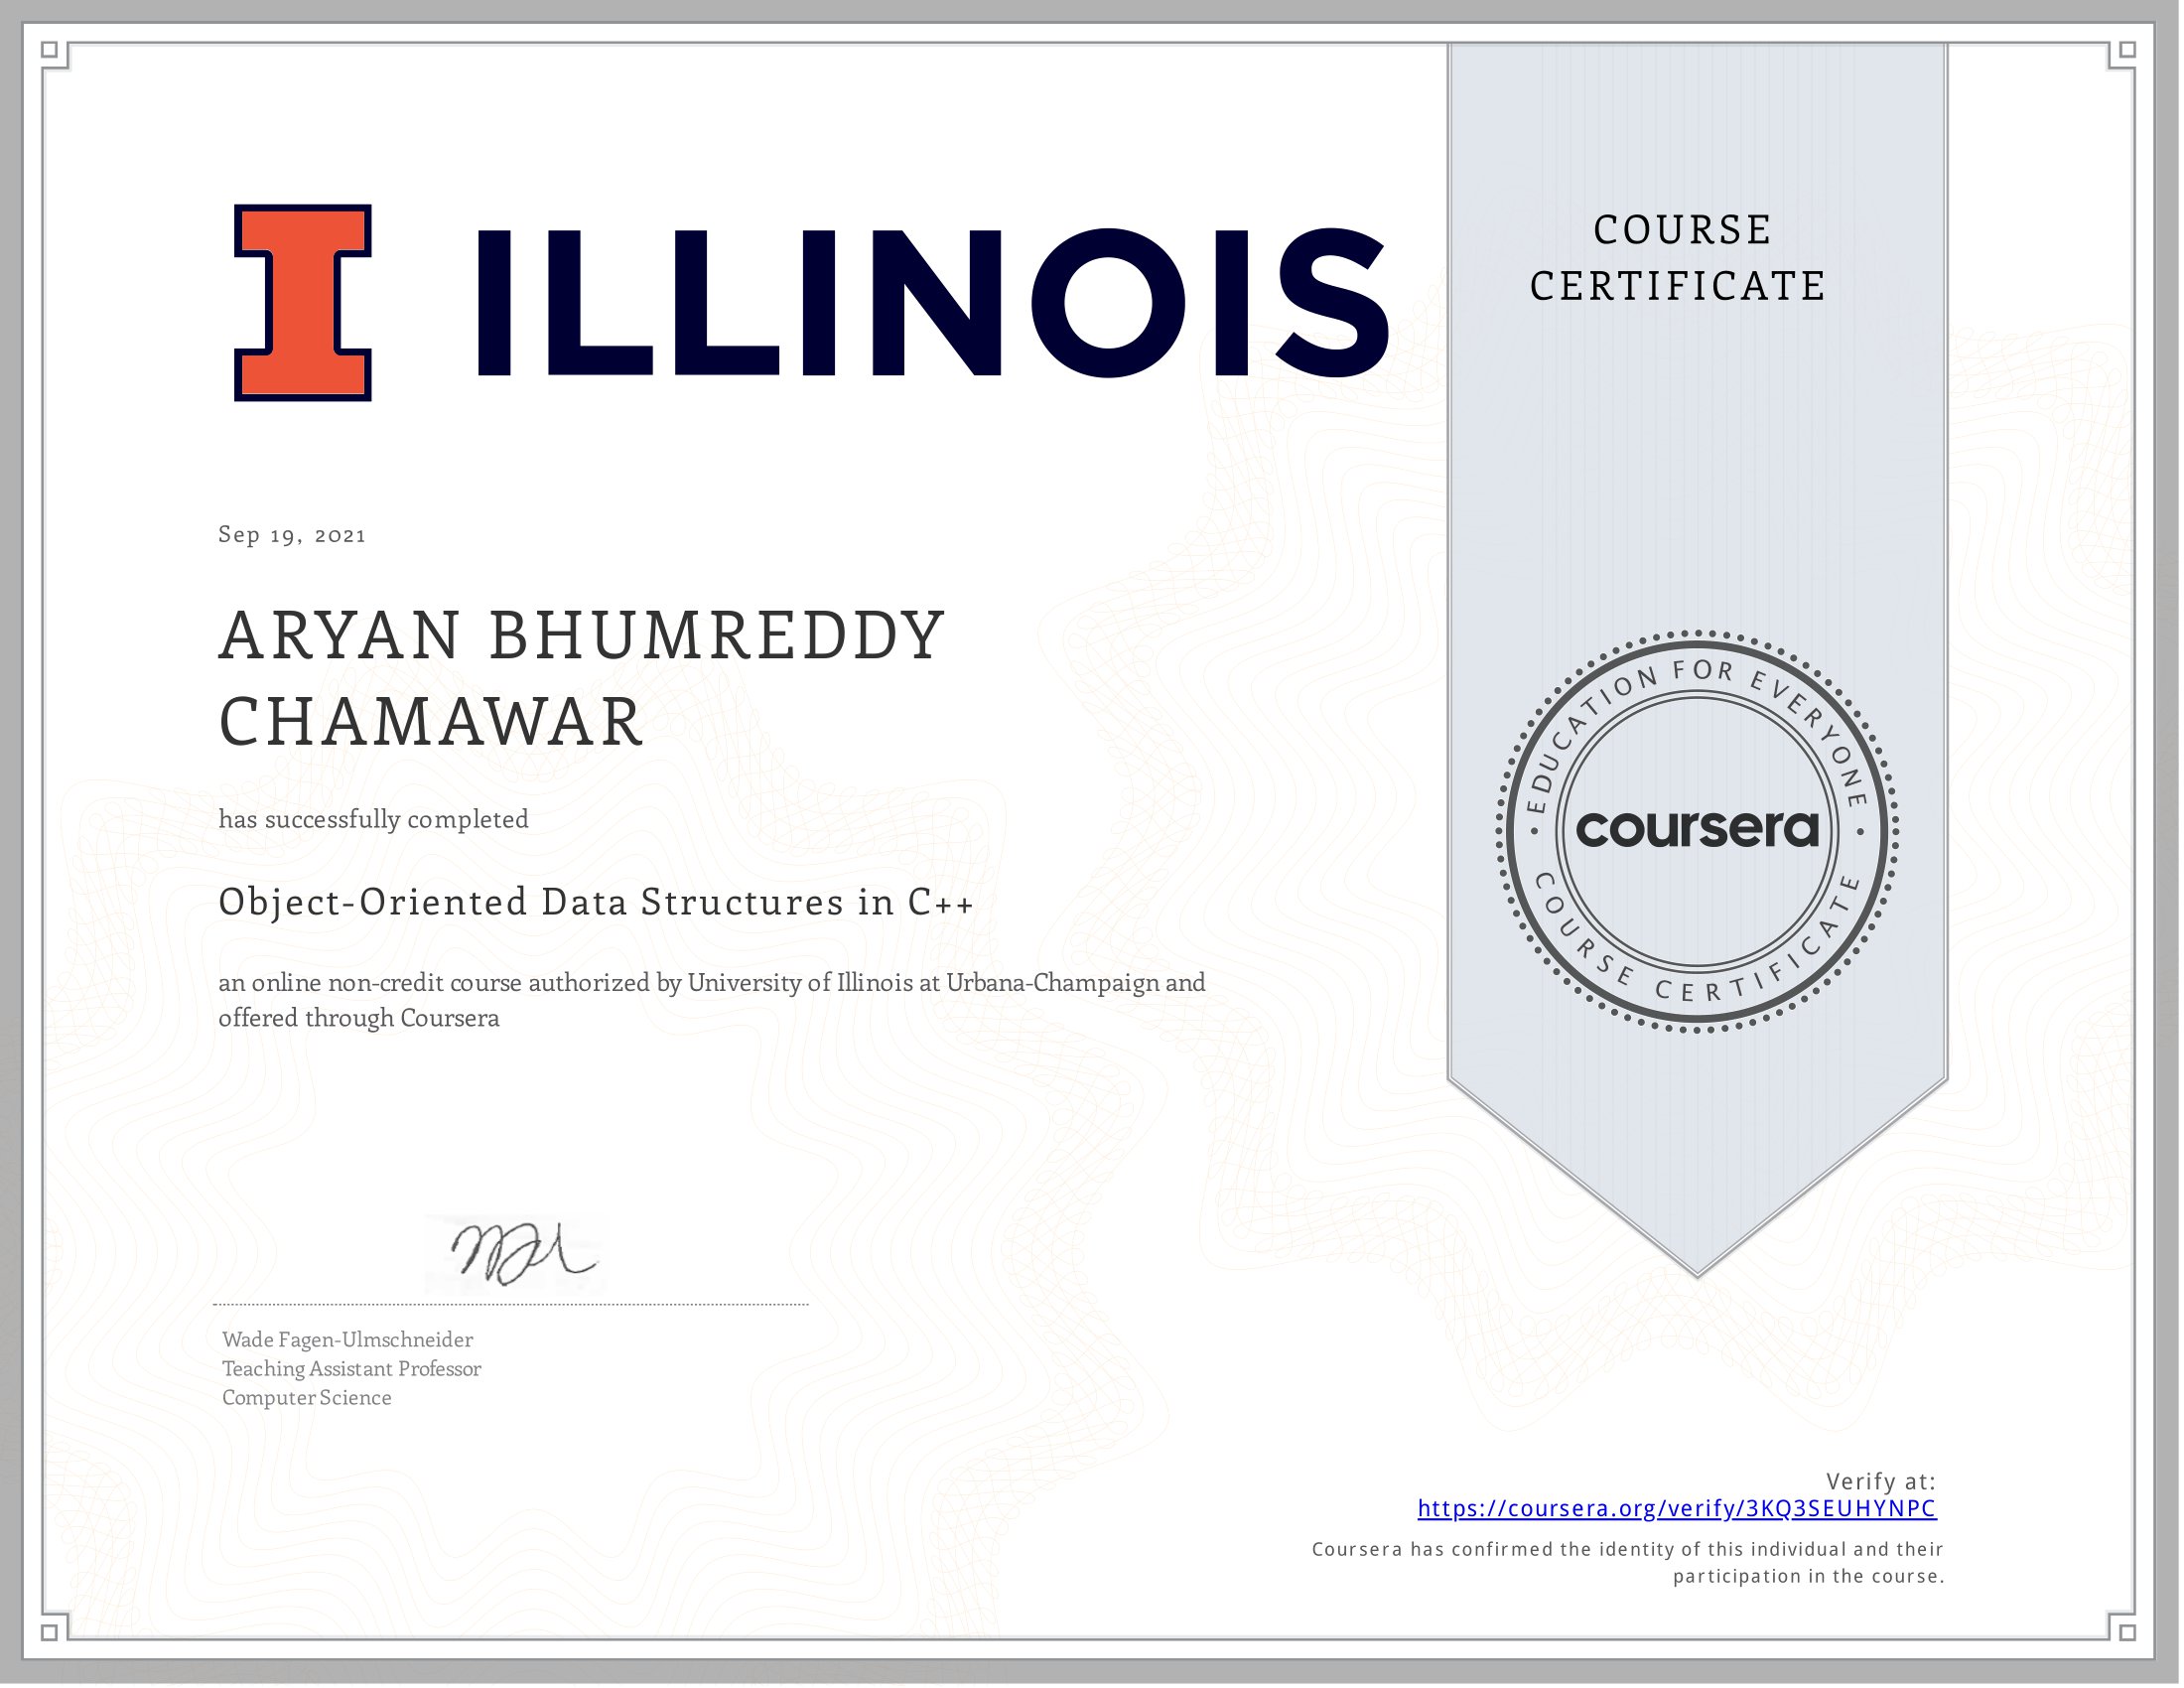 I ILLINOIS
COURSE
CERTIFICATE
Sep 19, 2021
ARYAN BHUMREDDY
CHAMAWAR
has successfully completed
Object-Oriented Data Structures in C++
an online non-credit course authorized by University of Illinois at Urbana-Champaign and
offered through Coursera
EDUCATION FOR EVERYONE
coursera
COURSE CERTIFICATE
Wade Fagen-Ulmschneider
Teaching Assistant Professor
Computer Science
Verify at:
https://coursera.org/verify/3KQ3SEUHYNPC
Coursera has confirmed the identity of this individual and their
participation in the course.